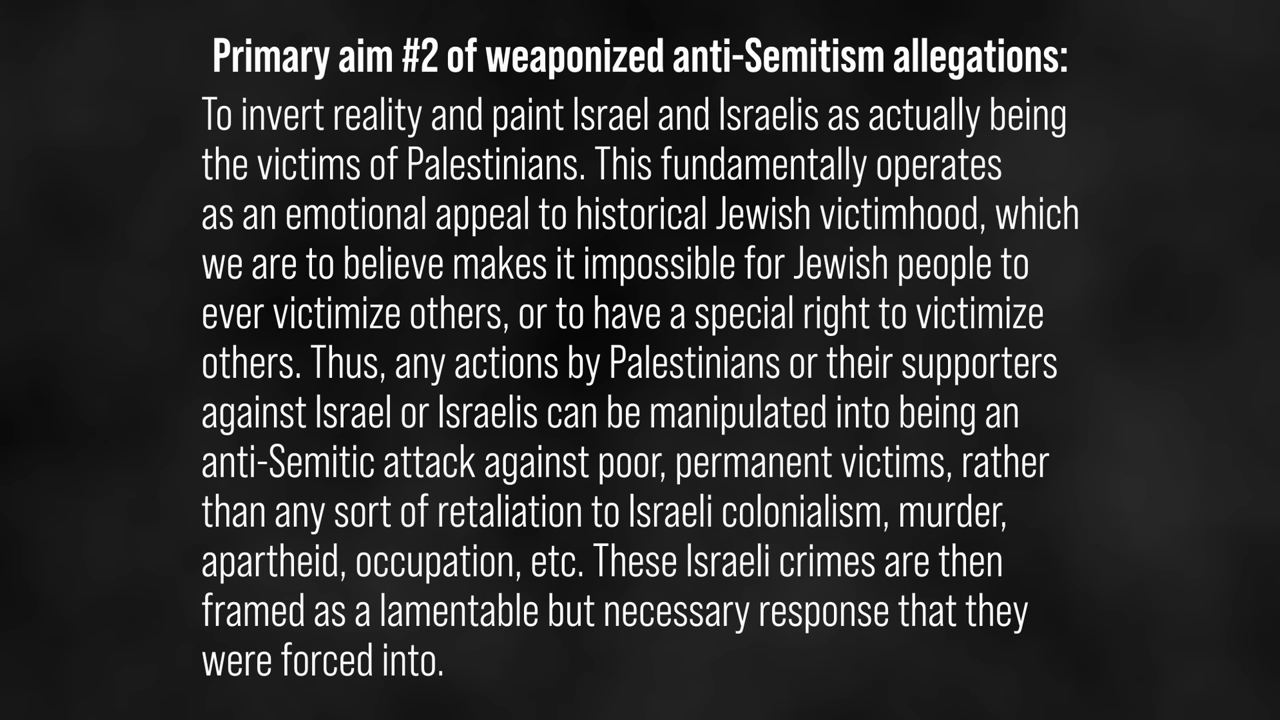 Primary aim #2 of weaponized anti-Semitism allegations:
To invert reality and paint Israel and Israelis as actually being
the victims of Palestinians. This fundamentally operates
as an emotional appeal to historical Jewish victimhood, which
we are to believe makes it impossible for Jewish people to
ever victimize others, or to have a special right to victimize
others. Thus, any actions by Palestinians or their supporters
against Israel or Israelis can be manipulated into being an
anti-Semitic attack against poor, permanent victims, rather
than any sort of retaliation to Israeli colonialism, murder,
apartheid, occupation, etc. These Israeli crimes are then
framed as a lamentable but necessary response that they
were forced into.